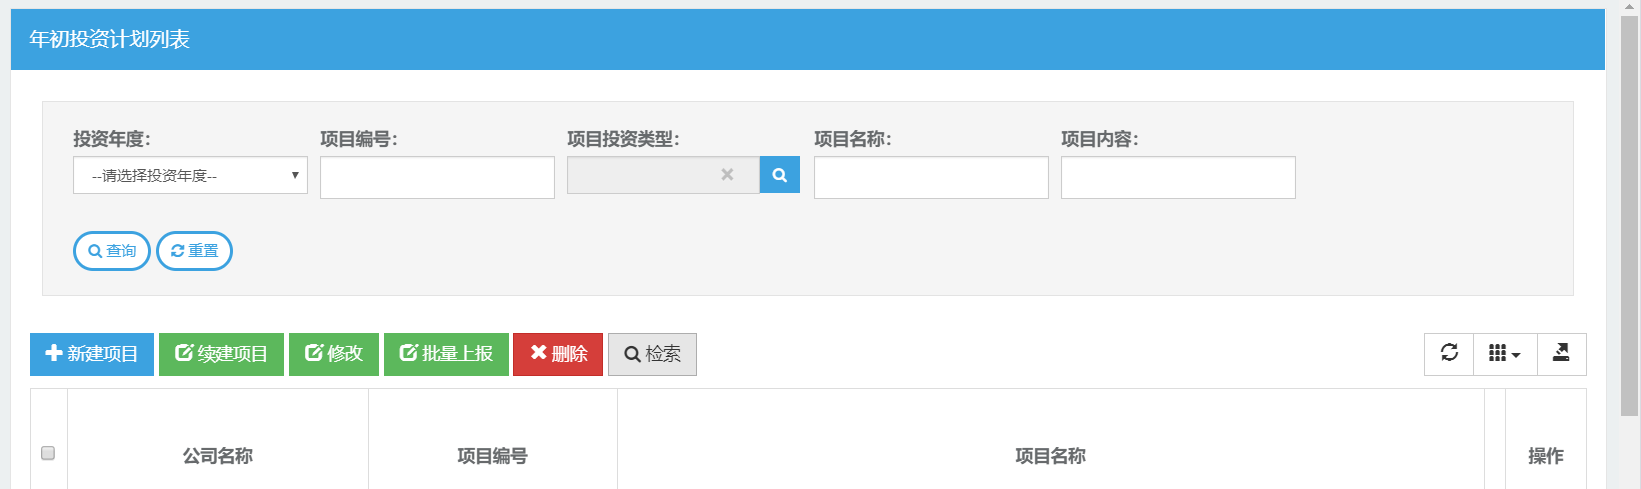 年初投资计划列表
投资年度： 项目编号： 项目投资类型： 项目名称： 项目内容：
--请选择投资年度--
查询 重置
新建项目 续建项目 修改 批量上报 删除 检索
公司名称 项目编号 项目名称 操作